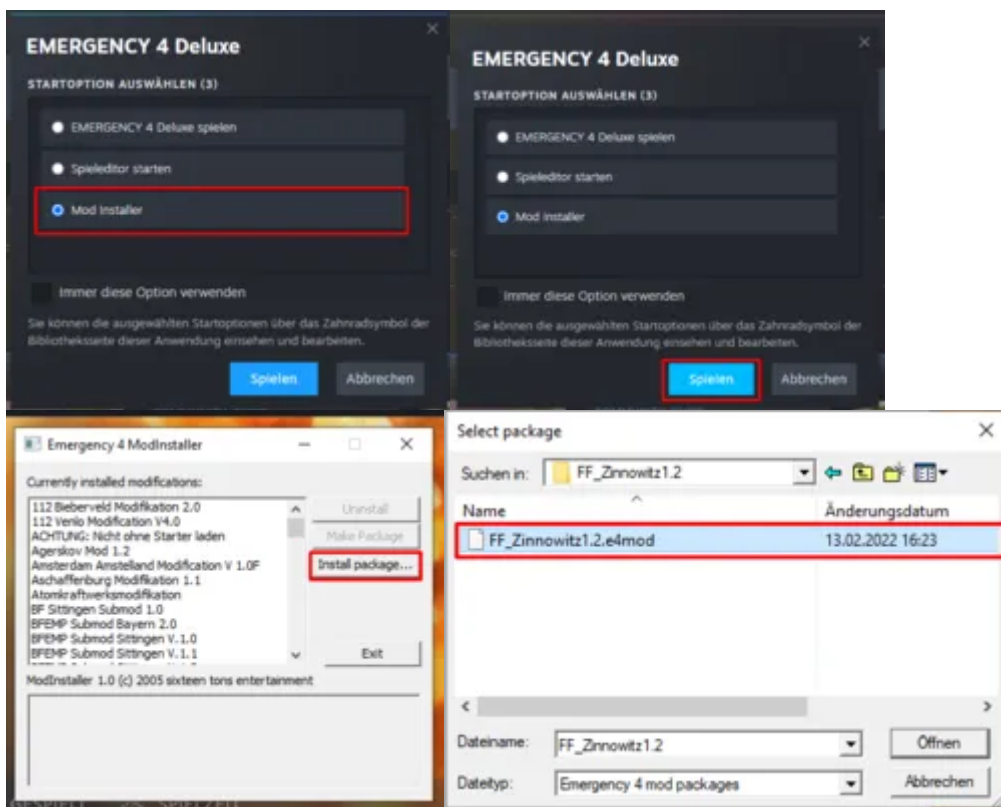 EMERGENCY 4 Deluxe
STARTOPTION AUSWÄHLEN (3)
EMERGENCY 4 Deluxe spielen
Spieleditor starten
Mod Installer
Immer diese Option verwenden
Sie können die ausgewählten Startoptionen über das Zahnradsymbol der
Bibliotheksseite dieser Anwendung einsehen und bearbeiten.
Spielen
Abbrechen
EMERGENCY 4 Deluxe
STARTOPTION AUSWÄHLEN (3)
EMERGENCY 4 Deluxe spielen
Spieleditor starten
Mod Installer
Immer diese Option verwenden
Sie können die ausgewählten Startoptionen über das Zahnradsymbol der
Bibliotheksseite dieser Anwendung einsehen und bearbeiten.
Spielen
Abbrechen
Emergency 4 ModInstaller
Currently installed modifications:
112 Bieberveld Modifikation 2.0
112 Venlo Modification V4.0
ACHTUNG: Nicht ohne Starter laden
Agerskov Mod 1.2
Amsterdam Amstelland Modification V 1.0F
Aschaffenburg Modifikation 1.1
Atomkraftwerksmodifikation
BF Sittingen Submod 1.0
BFEMP Submod Bayern 2.0
BFEMP Submod Sittingen V.1.0
BFEMP Submod Sittingen V.1.1
Uninstall
Make Package
Install package...
Exit
ModInstaller 1.0 (c) 2005 sixteen tons entertainment
Select package
Suchen in:
FF_Zinnowitz1.2
Name
Änderungsdatum
FF_Zinnowitz1.2.e4mod
13.02.2022 16:23
Dateiname:
FF_Zinnowitz1.2
Öffnen
Dateityp:
Emergency 4 mod packages
Abbrechen